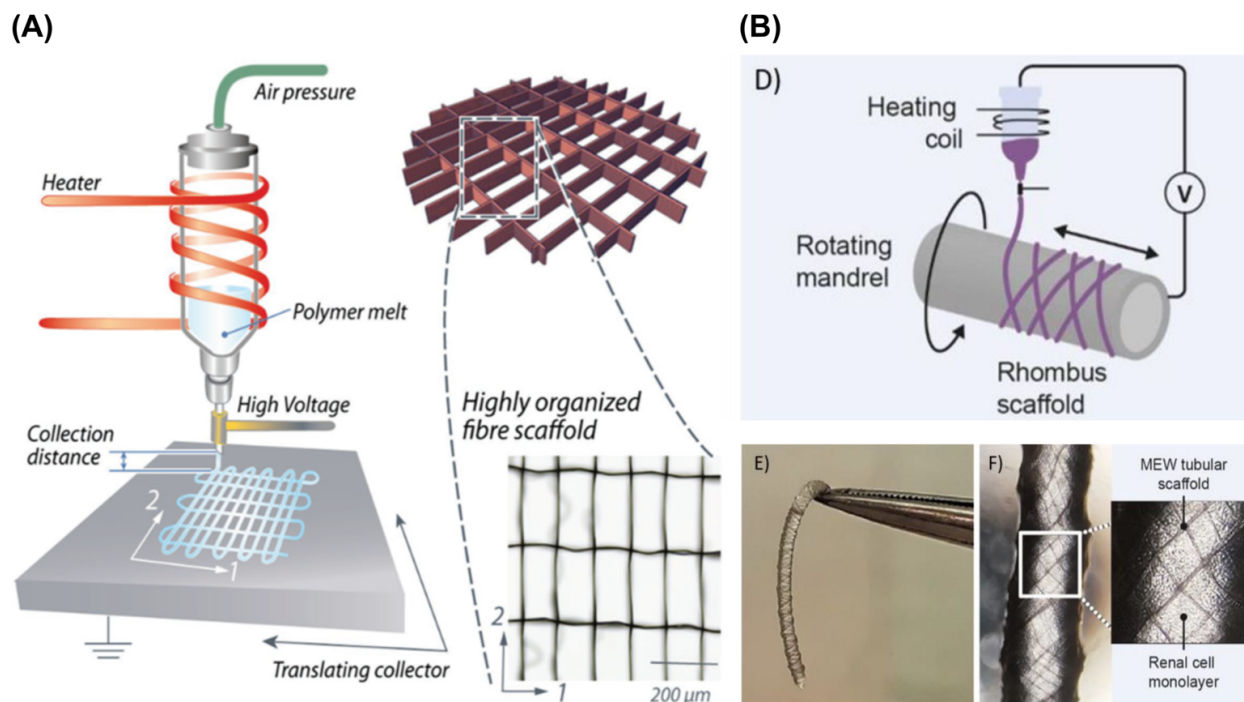 (A)
Air pressure
Heater
Polymer melt
High Voltage
Collection
distance
2
1
Translating collector
Highly organized
fibre scaffold
2
1
200 µm
(B)
D)
Heating
coil
V
Rotating
mandrel
Rhombus
scaffold
E)
F)
MEW tubular
scaffold
Renal cell
monolayer